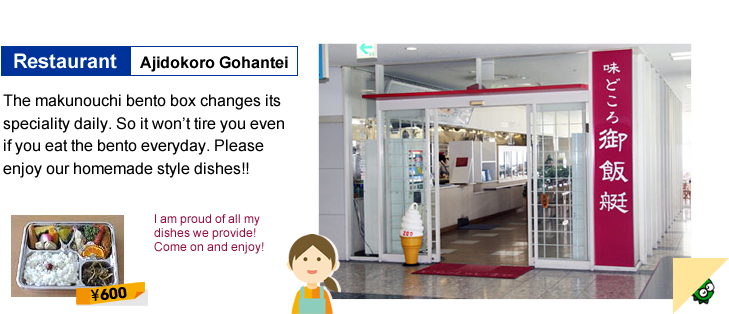 Restaurant
Ajidokoro Gohantei
The makunouchi bento box changes its
speciality daily. So it won't tire you even
if you eat the bento everyday. Please
enjoy our homemade style dishes!!
I am proud of all my
dishes we provide!
Come on and enjoy!
¥600
味どころ御飯艇